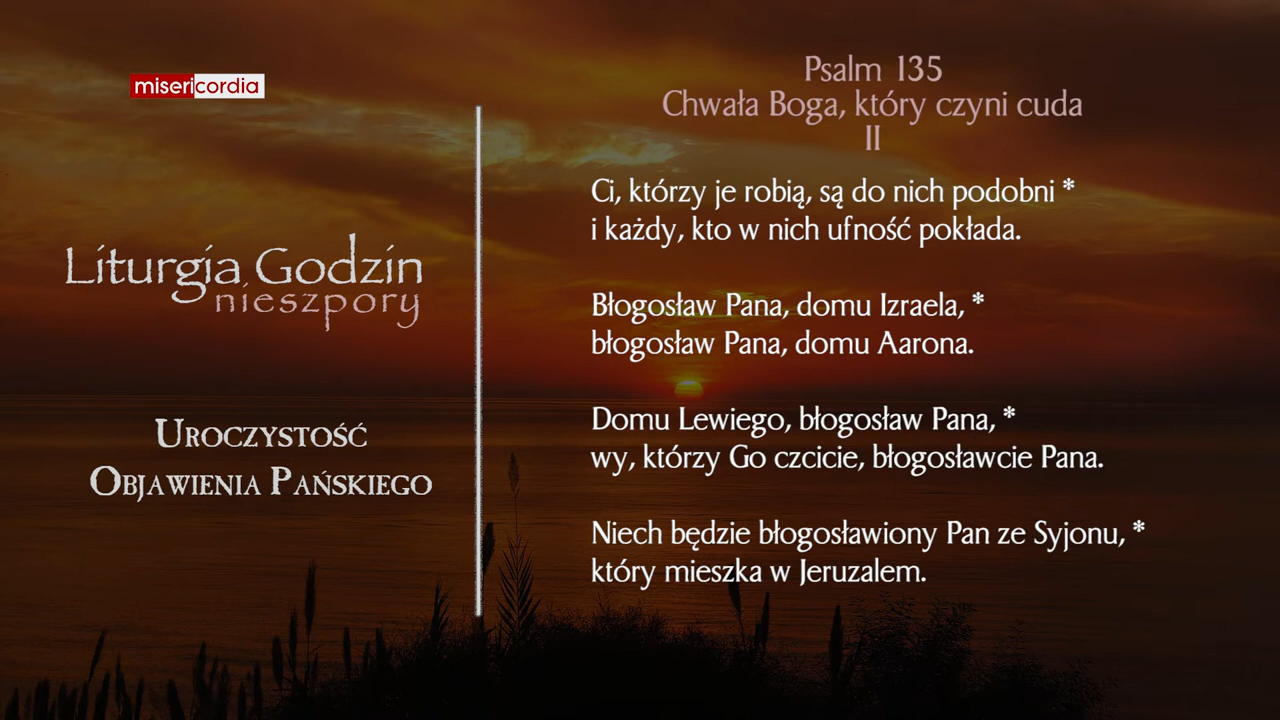 misericordia
Liturgia Godzin
nieszpory
Uroczystość
Objawienia Pańskiego
Psalm 135
Chwała Boga, który czyni cuda
II
Ci, którzy je robią, są do nich podobni *
i każdy, kto w nich ufność pokłada.
Błogosław Pana, domu Izraela, *
błogosław Pana, domu Aarona.
Domu Lewiego, błogosław Pana, *
wy, którzy Go czcicie, błogosławcie Pana.
Niech będzie błogosławiony Pan ze Syjonu, *
który mieszka w Jeruzalem.